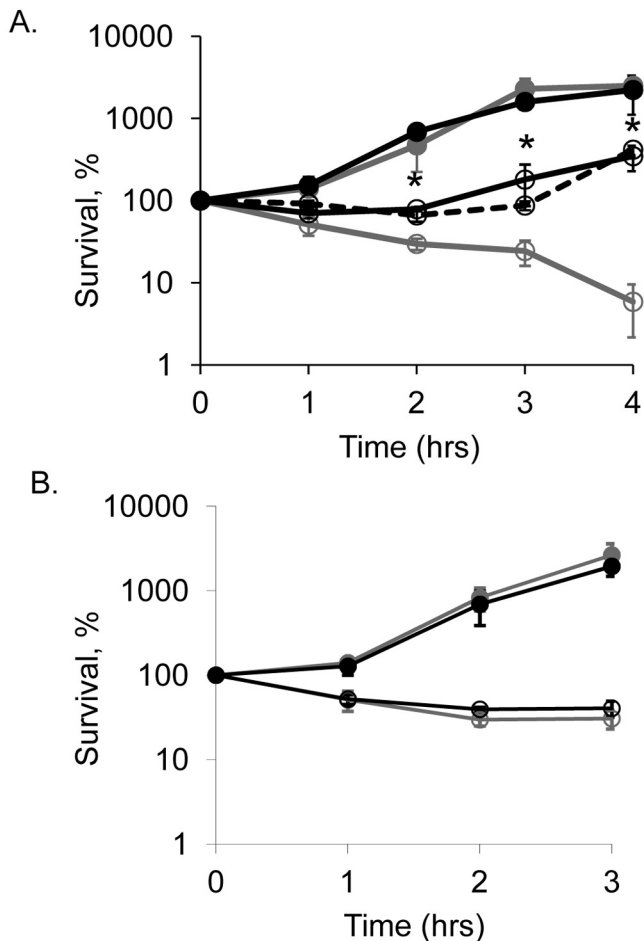 A.
10000
1000
100
10
1
Survival, %
* * *
0 1 2 3 4
Time (hrs)
B.
10000
1000
100
10
1
Survival, %
0 1 2 3
Time (hrs)